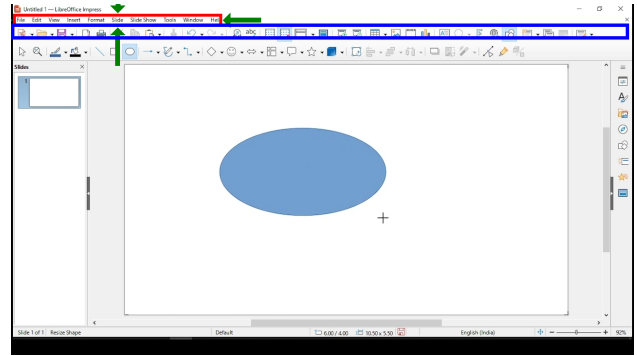 Untitled 1 — LibreOffice Impress
File Edit View Insert Format Slide Slide Show Tools Window Help
Slides
1
Slide 1 of 1 Resize Shape Default 6.00 / 4.00 10.50 x 5.50 English (India) 92%